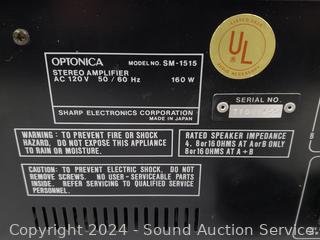 OPTONICA
MODEL NO. SM-1515
STEREO AMPLIFIER
AC 120V 50 / 60 Hz 160 W
SHARP ELECTRONICS CORPORATION
MADE IN JAPAN
UL
SERIAL NO
WARNING : TO PREVENT FIRE OR SHOCK
HAZARD, DO NOT EXPOSE THIS APPLIANCE
TO RAIN OR MOISTURE.
RATED SPEAKER IMPEDANCE
4, 8 or 16 OHMS AT A or B ONLY
8 or 16 OHMS AT A + B
CAUTION : TO PREVENT ELECTRIC SHOCK, DO NOT
REMOVE SCREWS. NO USER-SERVICEABLE PARTS
INSIDE. REFER SERVICING TO QUALIFIED SERVICE
PERSONNEL.
Copyright 2024 - Sound Auction Service